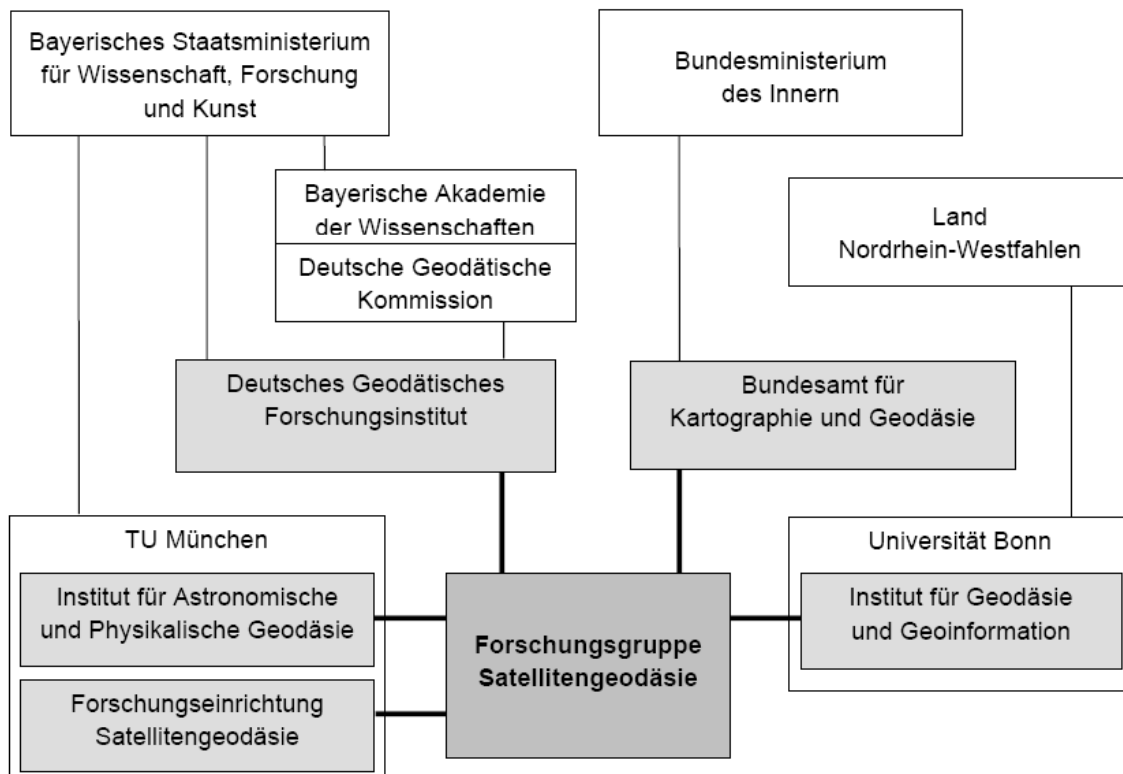 Bayerisches Staatsministerium
für Wissenschaft, Forschung
und Kunst
Bundesministerium
des Innern
Bayerische Akademie
der Wissenschaften
Deutsche Geodätische
Kommission
Land
Nordrhein-Westfahlen
Deutsches Geodätisches
Forschungsinstitut
Bundesamt für
Kartographie und Geodäsie
TU München
Institut für Astronomische
und Physikalische Geodäsie
Forschungseinrichtung
Satellitengeodäsie
Forschungsgruppe
Satellitengeodäsie
Universität Bonn
Institut für Geodäsie
und Geoinformation